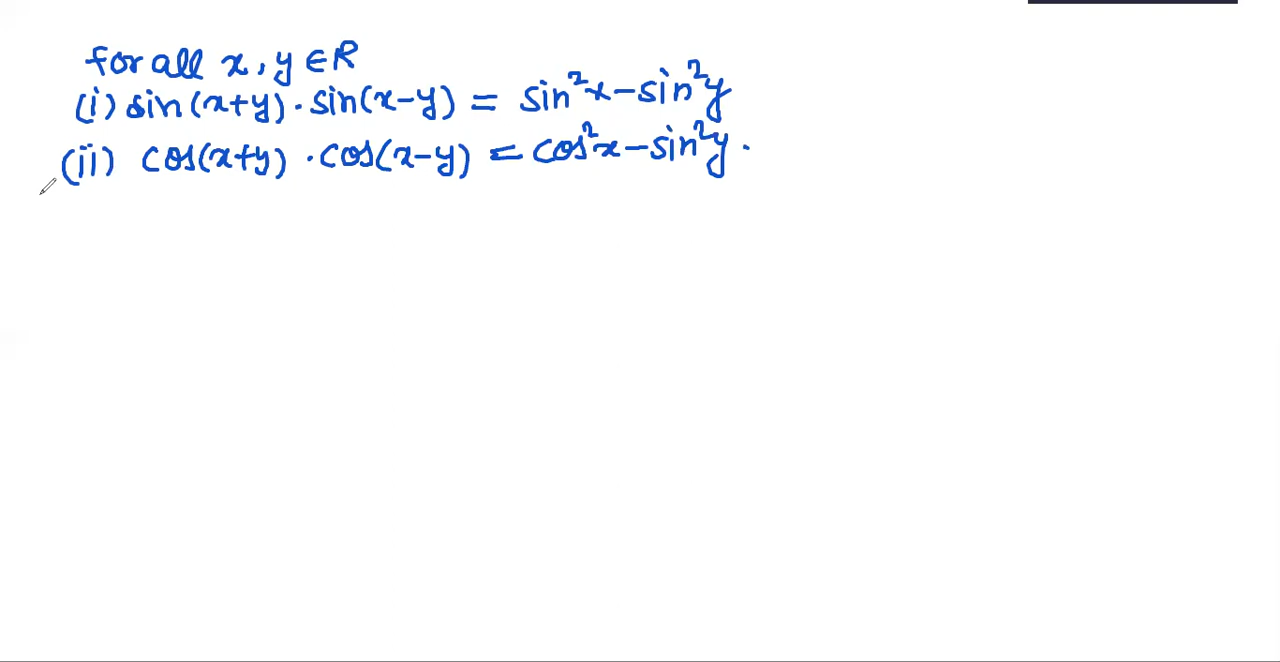 for all x, y ∈ R
(i) sin(x+y) · sin(x-y) = sin²x - sin²y
(ii) cos(x+y) · cos(x-y) = cos²x - sin²y .